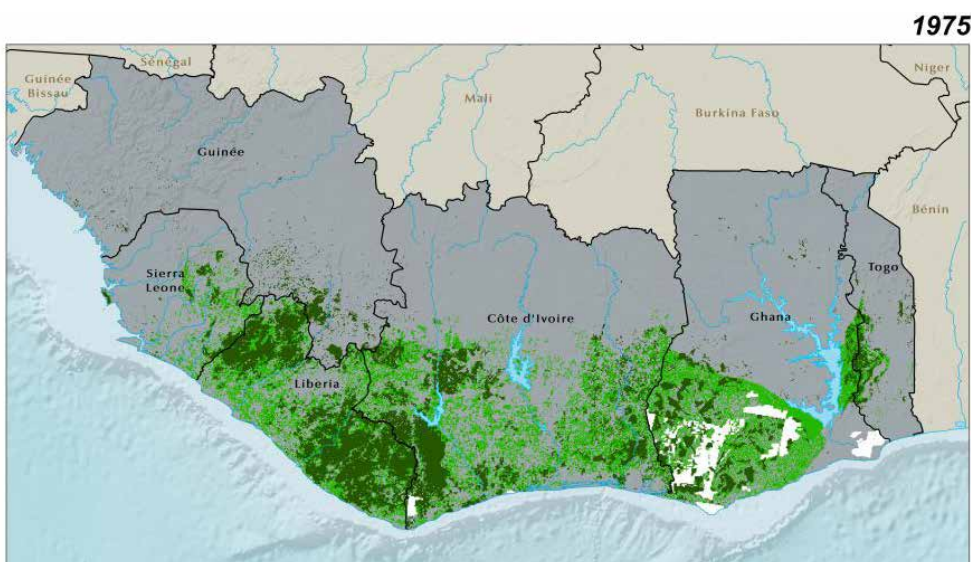 1975
Sénégal
Guinée
Bissau
Niger
Mali
Burkina Faso
Guinée
Bénin
Sierra
Leone
Togo
Côte d'Ivoire
Ghana
Liberia